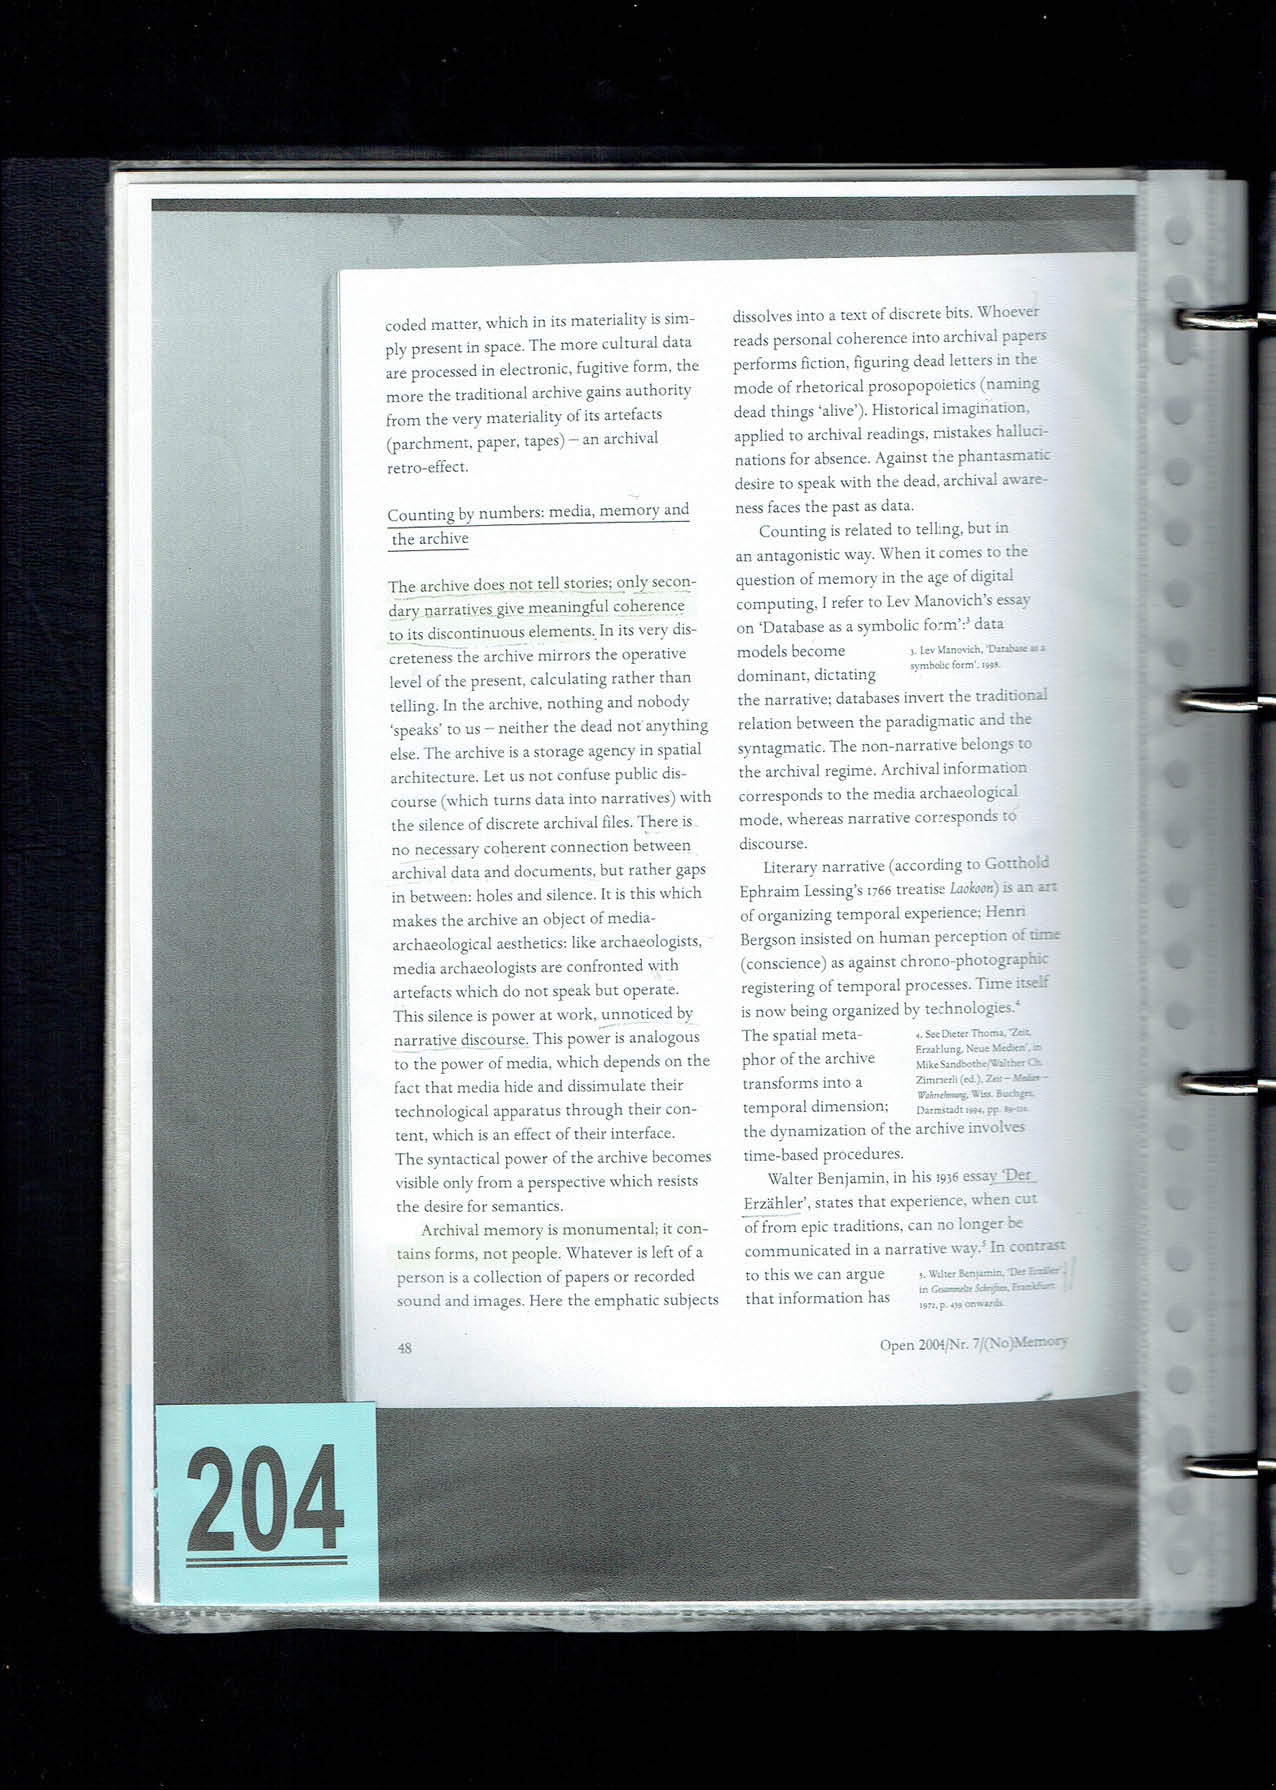 coded matter, which in its materiality is sim-
ply present in space. The more cultural data
are processed in electronic, fugitive form, the
more the traditional archive gains authority
from the very materiality of its artefacts
(parchment, paper, tapes) – an archival
retro-effect.
Counting by numbers: media, memory and
the archive
The archive does not tell stories; only secon-
dary narratives give meaningful coherence
to its discontinuous elements. In its very dis-
creteness the archive mirrors the operative
level of the present, calculating rather than
telling. In the archive, nothing and nobody
‘speaks’ to us – neither the dead not anything
else. The archive is a storage agency in spatial
architecture. Let us not confuse public dis-
course (which turns data into narratives) with
the silence of discrete archival files. There is
no necessary coherent connection between
archival data and documents, but rather gaps
in between: holes and silence. It is this which
makes the archive an object of media-
archaeological aesthetics: like archaeologists,
media archaeologists are confronted with
artefacts which do not speak but operate.
This silence is power at work, unnoticed by
narrative discourse. This power is analogous
to the power of media, which depends on the
fact that media hide and dissimulate their
technological apparatus through their con-
tent, which is an effect of their interface.
The syntactical power of the archive becomes
visible only from a perspective which resists
the desire for semantics.
Archival memory is monumental; it con-
tains forms, not people. Whatever is left of a
person is a collection of papers or recorded
sound and images. Here the emphatic subjects
dissolves into a text of discrete bits. Whoever
reads personal coherence into archival papers
performs fiction, figuring dead letters in the
mode of rhetorical prosopopoietics (naming
dead things ‘alive’). Historical imagination,
applied to archival readings, mistakes halluci-
nations for absence. Against the phantasmatic
desire to speak with the dead, archival aware-
ness faces the past as data.
Counting is related to telling, but in
an antagonistic way. When it comes to the
question of memory in the age of digital
computing, I refer to Lev Manovich’s essay
on ‘Database as a symbolic form’:³ data
models become
dominant, dictating
3. Lev Manovich, ‘Database as a
symbolic form’, 1998.
the narrative; databases invert the traditional
relation between the paradigmatic and the
syntagmatic. The non-narrative belongs to
the archival regime. Archival information
corresponds to the media archaeological
mode, whereas narrative corresponds to
discourse.
Literary narrative (according to Gotthold
Ephraim Lessing’s 1766 treatise Laokoon) is an art
of organizing temporal experience; Henri
Bergson insisted on human perception of time
(conscience) as against chrono-photographic
registering of temporal processes. Time itself
is now being organized by technologies.⁴
The spatial meta-
phor of the archive
transforms into a
temporal dimension;
4. See Dieter Thoma, ‘Zeit,
Erzahlung, Neue Medien’, in
Mike Sandbothe/Walther Ch.
Zimmerli (ed.), Zeit – Medien –
Wahrnehmung, Wiss. Buchges.
Darmstadt 1994, pp. 89-110.
the dynamization of the archive involves
time-based procedures.
Walter Benjamin, in his 1936 essay ‘Der
Erzähler’, states that experience, when cut
of from epic traditions, can no longer be
communicated in a narrative way.⁵ In contrast
to this we can argue
that information has
5. Walter Benjamin, ‘Der Erzäler’,
in Gesammelte Schriften, Frankfurt
1972, p. 439 onwards.
48
Open 2004/Nr. 7/(No)Memory
204